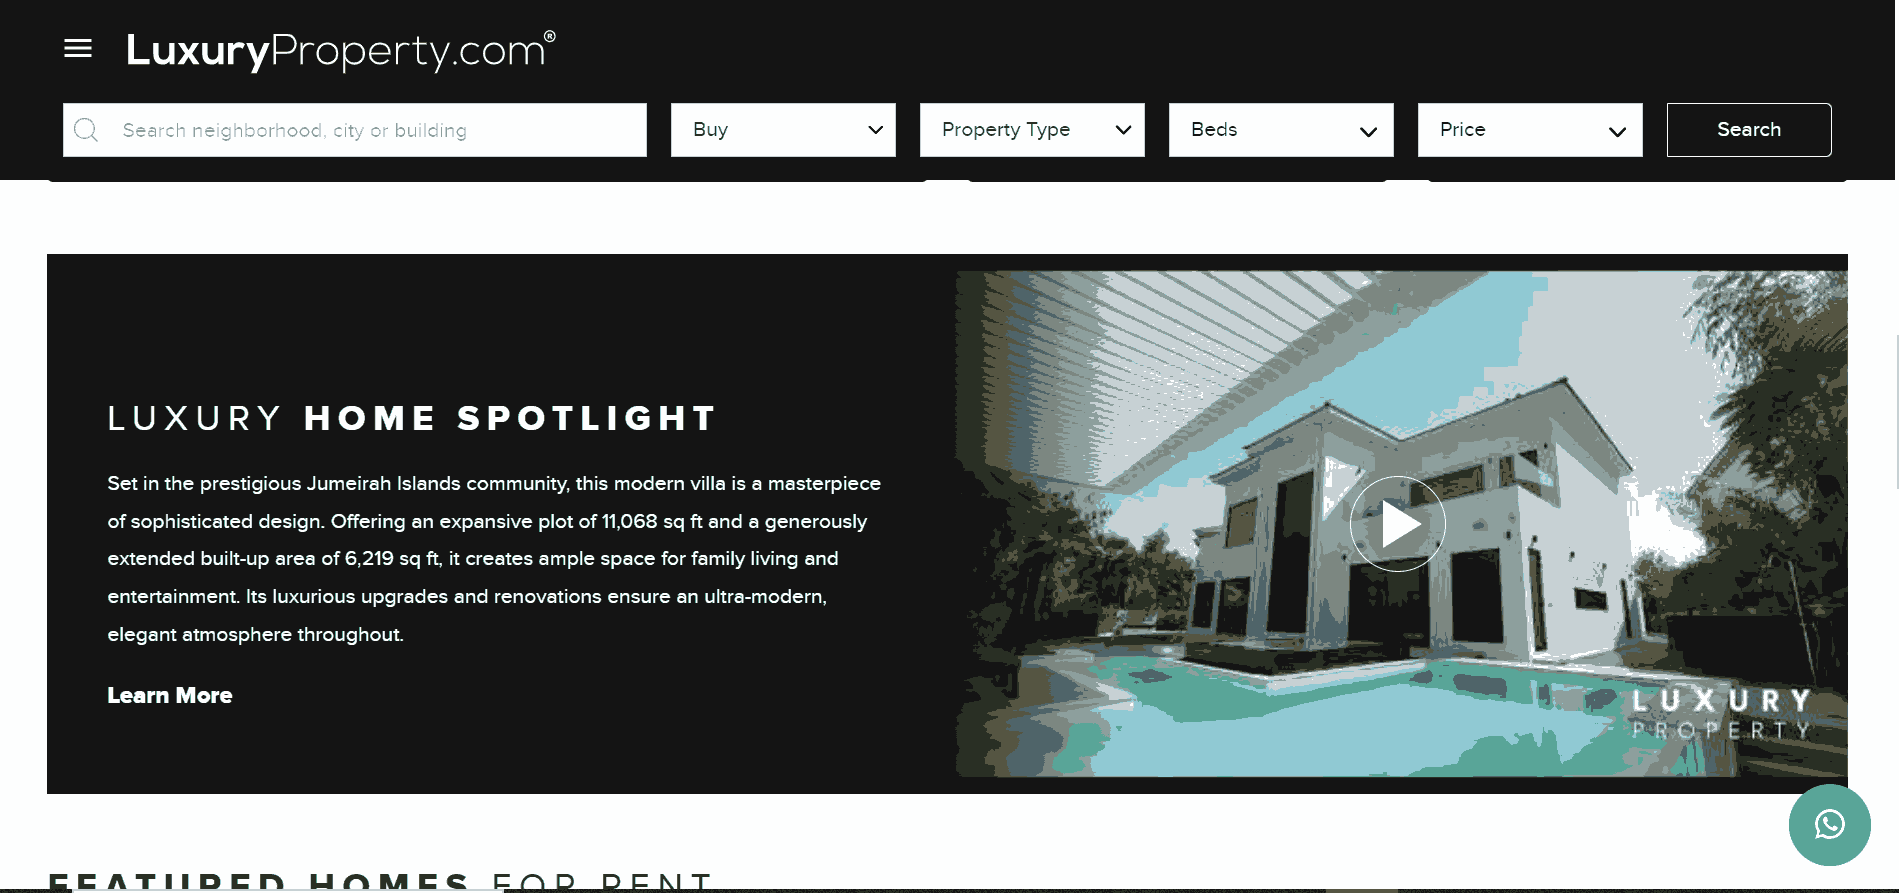 LuxuryProperty.com®
Search neighborhood, city or building
Buy
Property Type
Beds
Price
Search
LUXURY HOME SPOTLIGHT
Set in the prestigious Jumeirah Islands community, this modern villa is a masterpiece
of sophisticated design. Offering an expansive plot of 11,068 sq ft and a generously
extended built-up area of 6,219 sq ft, it creates ample space for family living and
entertainment. Its luxurious upgrades and renovations ensure an ultra-modern,
elegant atmosphere throughout.
Learn More
LUXURY
PROPERTY
FEATURED HOMES FOR RENT